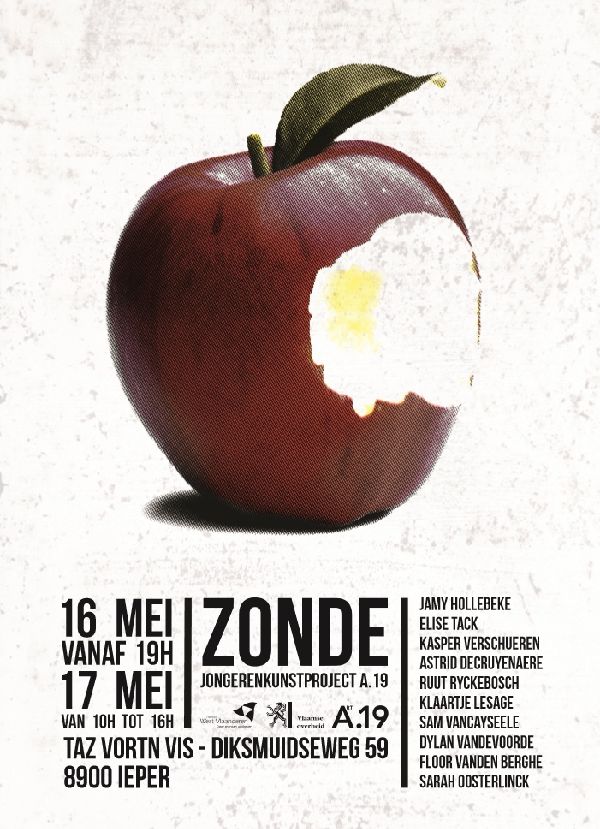 16 MEI
VANAF 19H
17 MEI
VAN 10H TOT 16H
ZONDE
JONGERENKUNSTPROJECT A.19
West-Vlaanderen
Vlaamse
overheid
A.19
TAZ VORTN VIS - DIKSMUIDSEWEG 59
8900 IEPER
JAMY HOLLEBEKE
ELISE TACK
KASPER VERSCHUEREN
ASTRID DECRUYENAERE
RUUT RYCKEBOSCH
KLAARTJE LESAGE
SAM VANCAYSEELE
DYLAN VANDEVOORDE
FLOOR VANDEN BERGHE
SARAH OOSTERLINCK